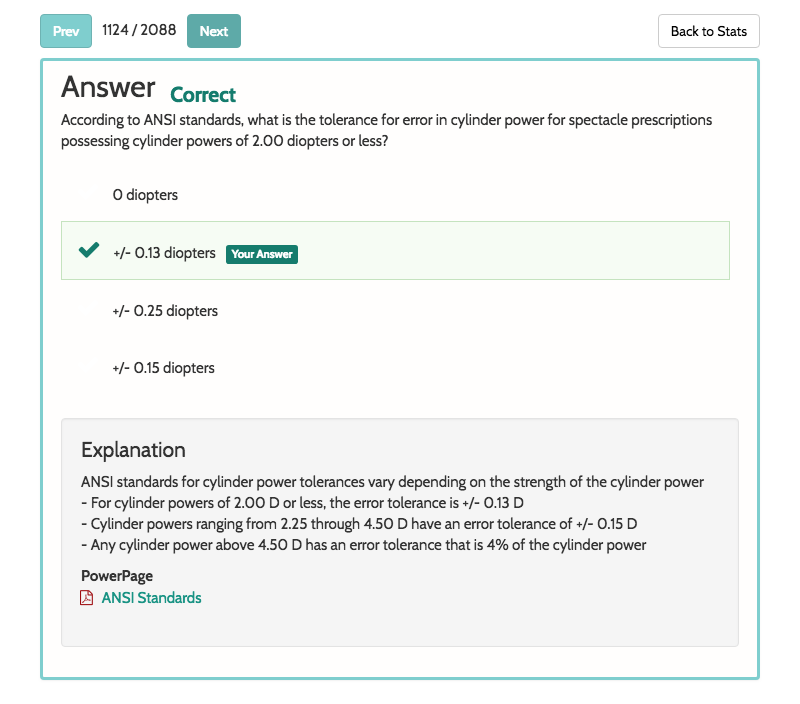 Prev 1124 / 2088 Next Back to Stats
Answer Correct
According to ANSI standards, what is the tolerance for error in cylinder power for spectacle prescriptions
possessing cylinder powers of 2.00 diopters or less?
0 diopters
+/- 0.13 diopters Your Answer
+/- 0.25 diopters
+/- 0.15 diopters
Explanation
ANSI standards for cylinder power tolerances vary depending on the strength of the cylinder power
- For cylinder powers of 2.00 D or less, the error tolerance is +/- 0.13 D
- Cylinder powers ranging from 2.25 through 4.50 D have an error tolerance of +/- 0.15 D
- Any cylinder power above 4.50 D has an error tolerance that is 4% of the cylinder power
PowerPage
ANSI Standards